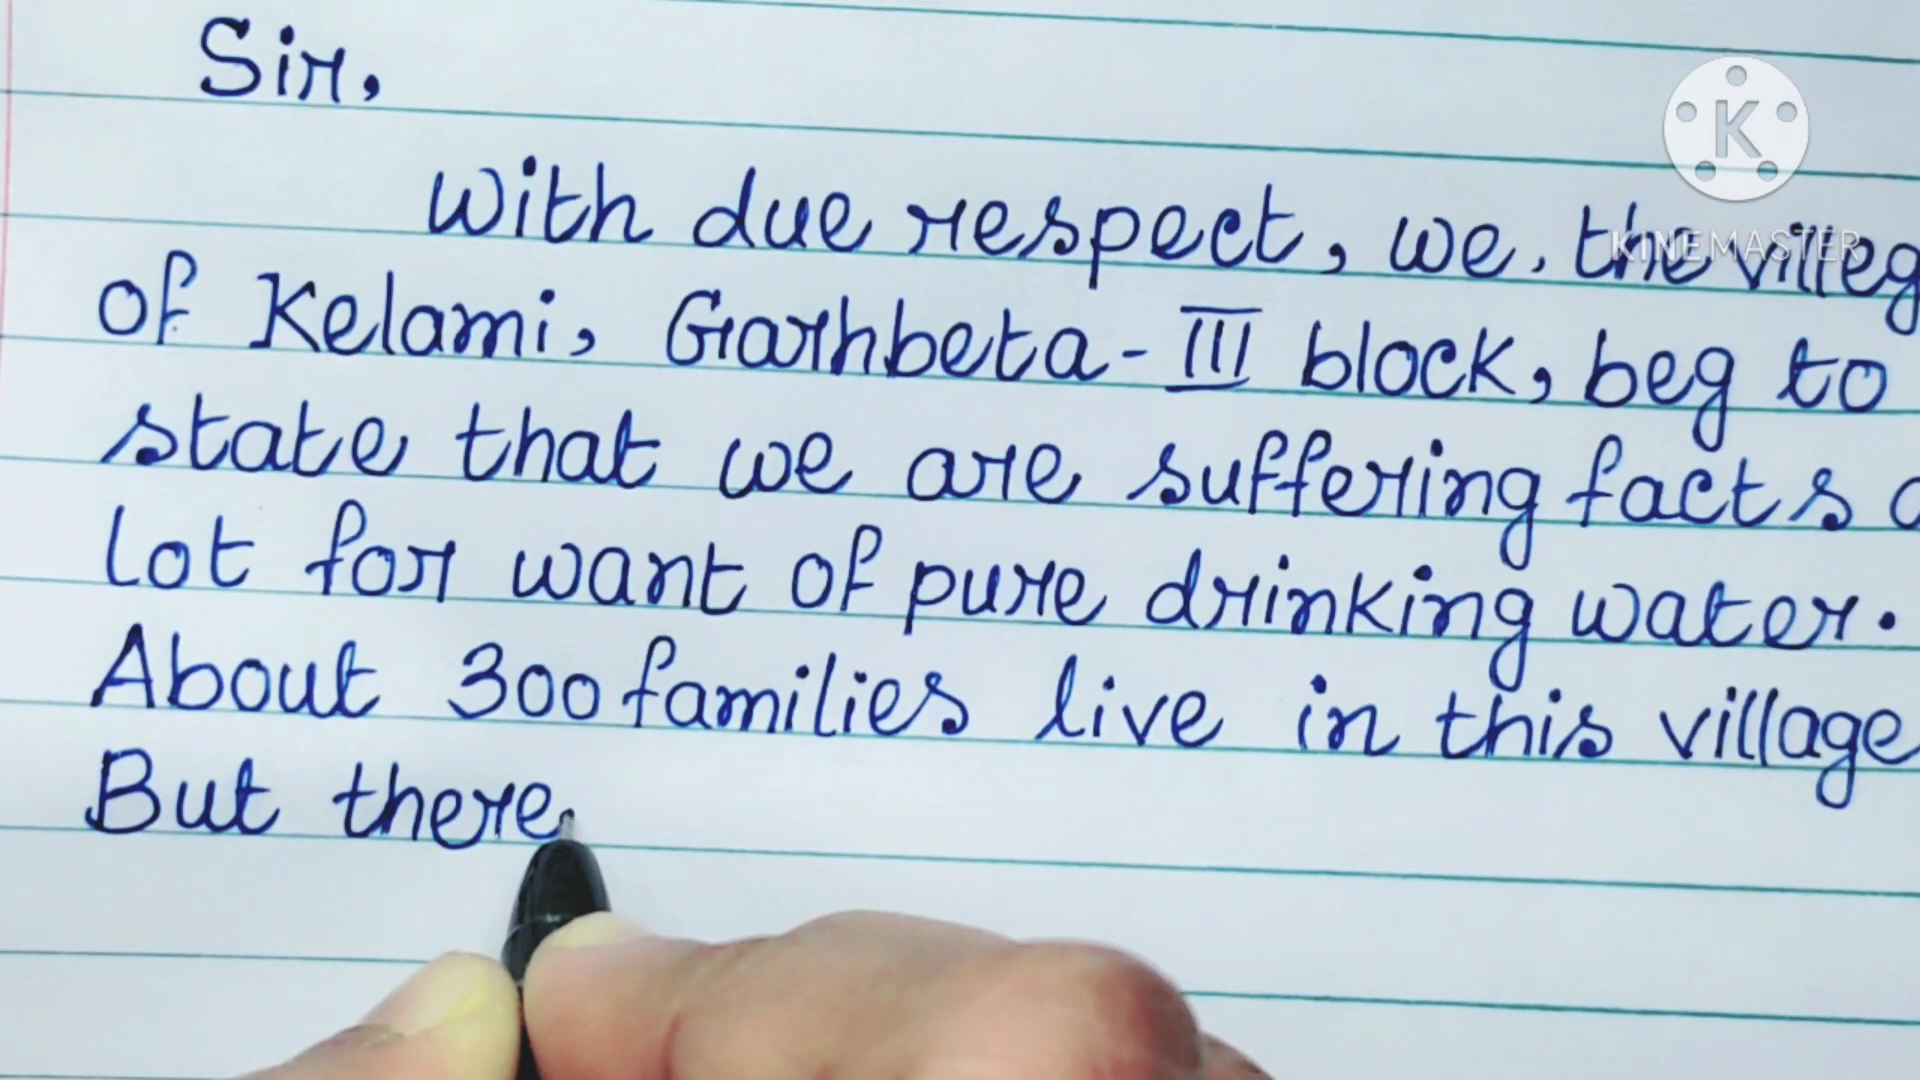 Sir,
With due respect, we, the villeg
of Kelami, Garhbeta-III block, beg to
state that we are suffering facts a
lot for want of pure drinking water.
About 300 families live in this village
But there
K
KINEMASTER